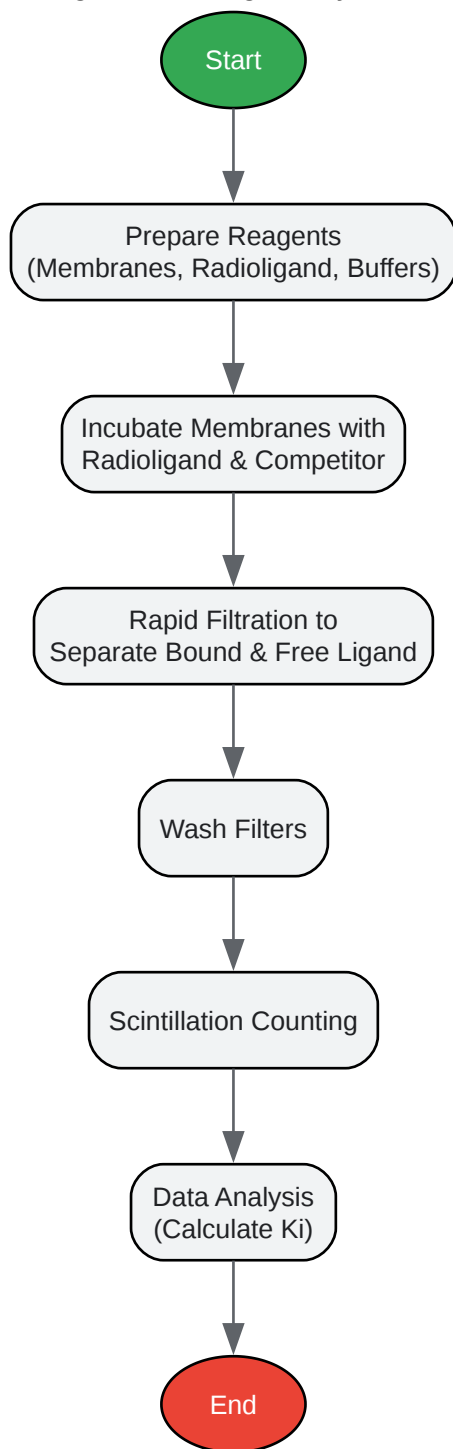 Start
Prepare Reagents
(Membranes, Radioligand, Buffers)
Incubate Membranes with
Radioligand & Competitor
Rapid Filtration to
Separate Bound & Free Ligand
Wash Filters
Scintillation Counting
Data Analysis
(Calculate Ki)
End